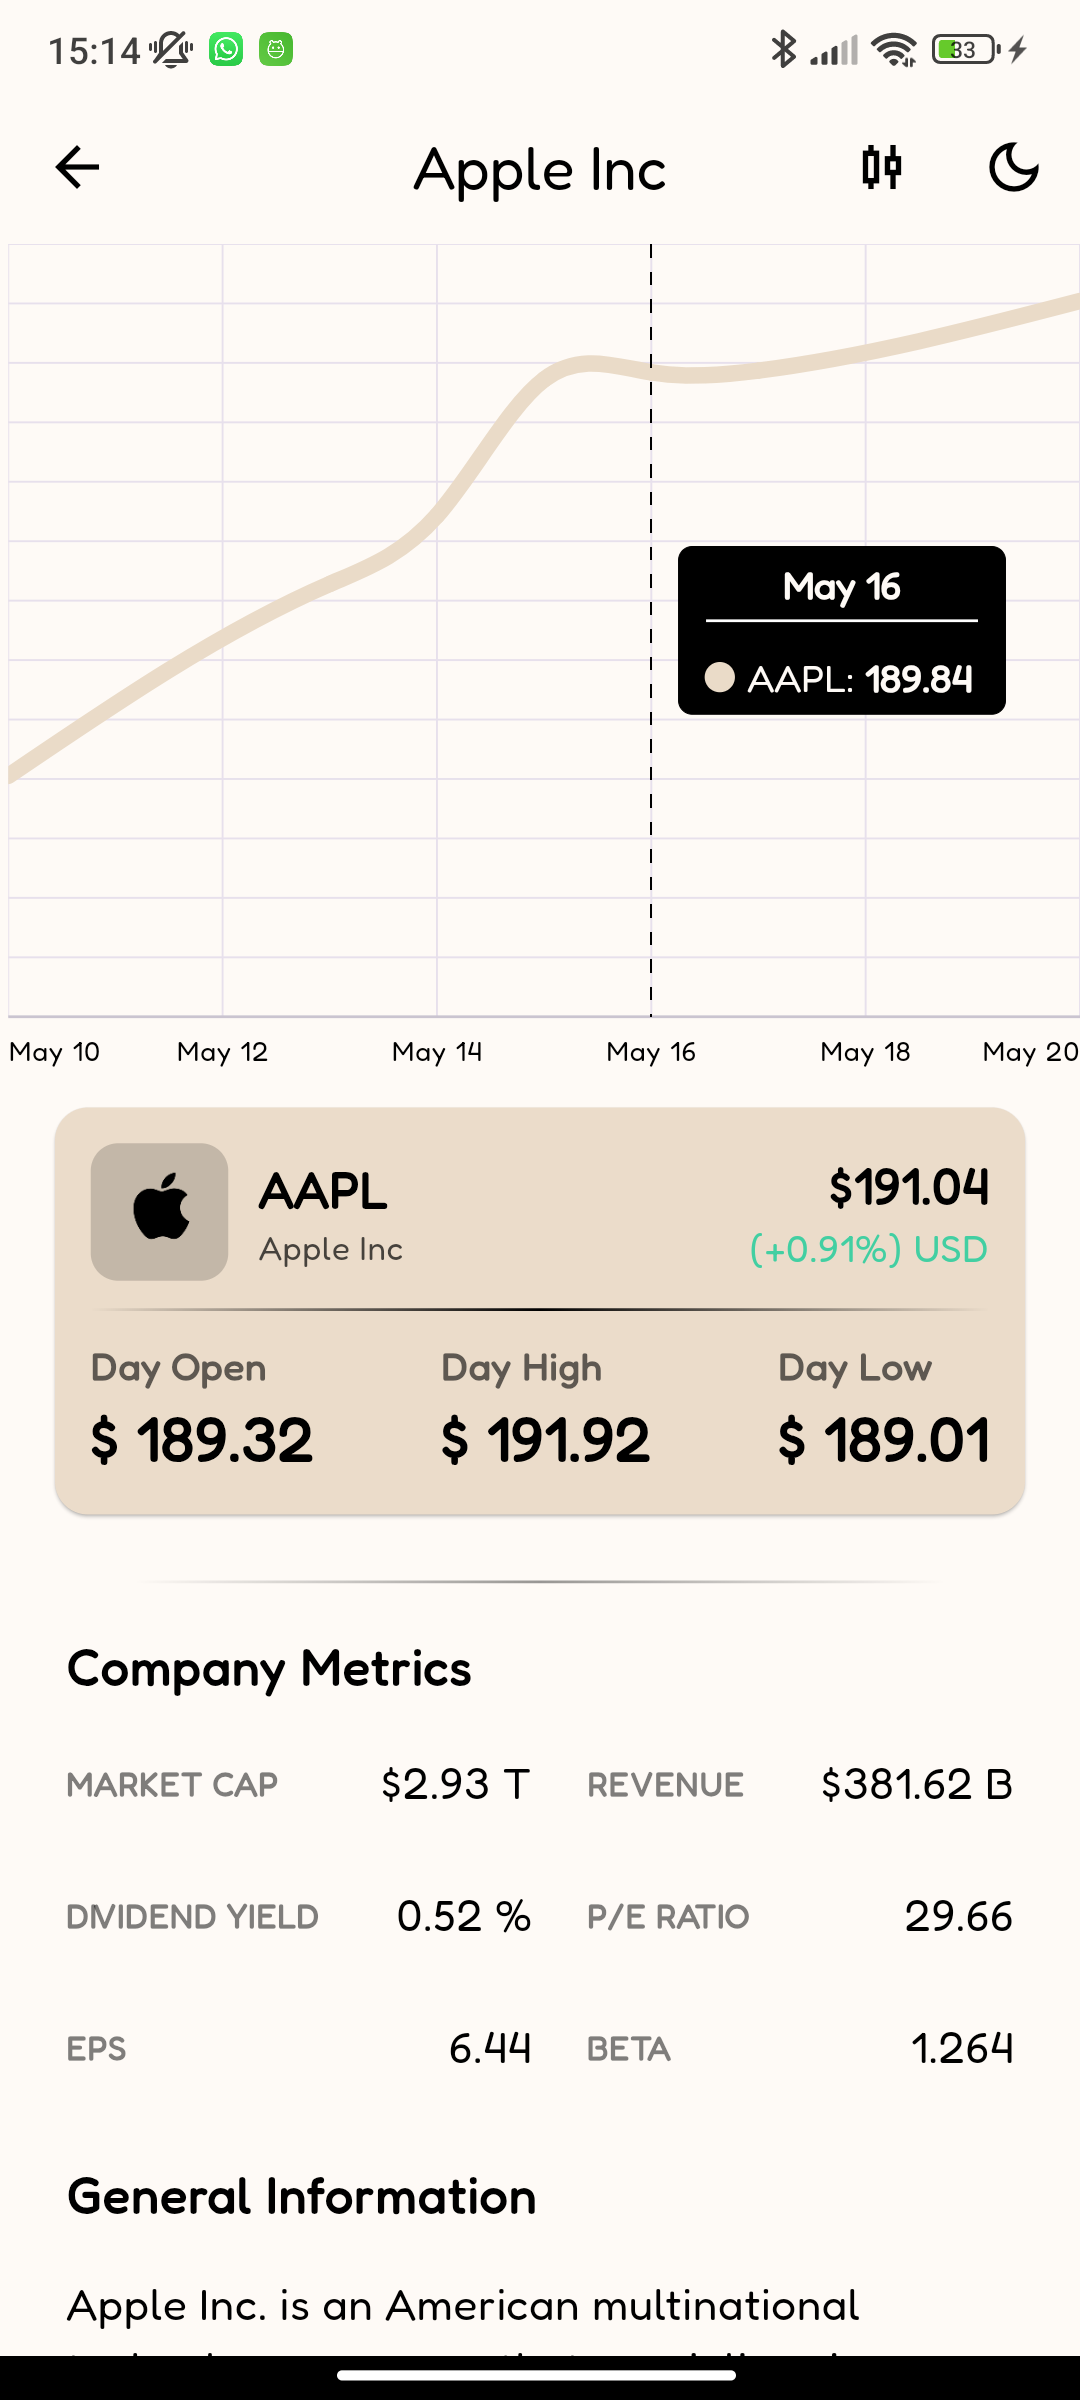 15:14
33
Apple Inc
May 16
AAPL: 189.84
May 10 May 12 May 14 May 16 May 18 May 20
AAPL $191.04
Apple Inc (+0.91%) USD
Day Open Day High Day Low
$ 189.32 $ 191.92 $ 189.01
Company Metrics
MARKET CAP $2.93 T REVENUE $381.62 B
DIVIDEND YIELD 0.52 % P/E RATIO 29.66
EPS 6.44 BETA 1.264
General Information
Apple Inc. is an American multinational